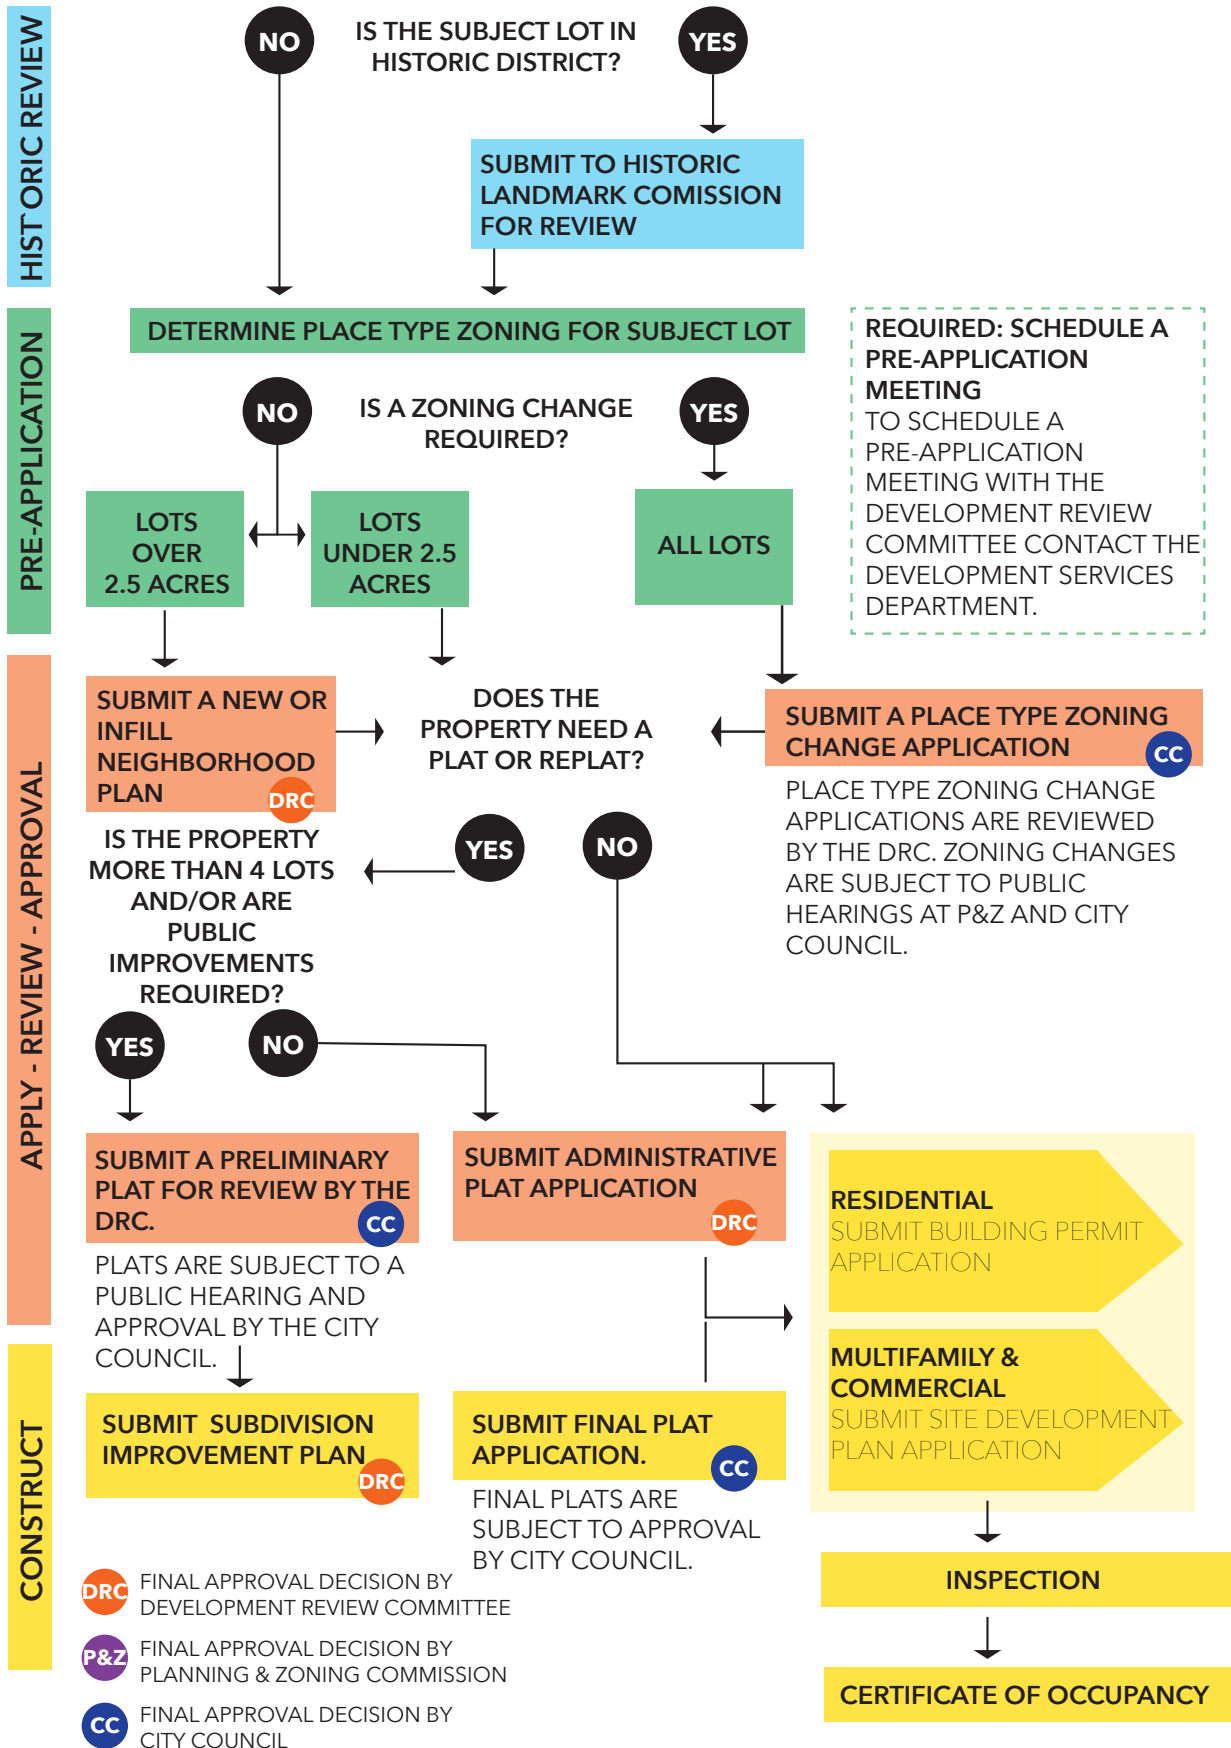 HISTORIC REVIEW
NO
IS THE SUBJECT LOT IN
HISTORIC DISTRICT?
YES
SUBMIT TO HISTORIC
LANDMARK COMISSION
FOR REVIEW
PRE-APPLICATION
DETERMINE PLACE TYPE ZONING FOR SUBJECT LOT
NO
IS A ZONING CHANGE
REQUIRED?
YES
LOTS
OVER
2.5 ACRES
LOTS
UNDER 2.5
ACRES
ALL LOTS
REQUIRED: SCHEDULE A
PRE-APPLICATION
MEETING
TO SCHEDULE A
PRE-APPLICATION
MEETING WITH THE
DEVELOPMENT REVIEW
COMMITTEE CONTACT THE
DEVELOPMENT SERVICES
DEPARTMENT.
APPLY - REVIEW - APPROVAL
SUBMIT A NEW OR
INFILL
NEIGHBORHOOD
PLAN
DRC
DOES THE
PROPERTY NEED A
PLAT OR REPLAT?
SUBMIT A PLACE TYPE ZONING
CHANGE APPLICATION
CC
PLACE TYPE ZONING CHANGE
APPLICATIONS ARE REVIEWED
BY THE DRC. ZONING CHANGES
ARE SUBJECT TO PUBLIC
HEARINGS AT P&Z AND CITY
COUNCIL.
YES
NO
IS THE PROPERTY
MORE THAN 4 LOTS
AND/OR ARE
PUBLIC
IMPROVEMENTS
REQUIRED?
YES
NO
SUBMIT A PRELIMINARY
PLAT FOR REVIEW BY THE
DRC.
CC
PLATS ARE SUBJECT TO A
PUBLIC HEARING AND
APPROVAL BY THE CITY
COUNCIL.
SUBMIT ADMINISTRATIVE
PLAT APPLICATION
DRC
RESIDENTIAL
SUBMIT BUILDING PERMIT
APPLICATION
MULTIFAMILY &
COMMERCIAL
SUBMIT SITE DEVELOPMENT
PLAN APPLICATION
CONSTRUCT
SUBMIT SUBDIVISION
IMPROVEMENT PLAN
DRC
SUBMIT FINAL PLAT
APPLICATION.
CC
FINAL PLATS ARE
SUBJECT TO APPROVAL
BY CITY COUNCIL.
INSPECTION
CERTIFICATE OF OCCUPANCY
DRC
FINAL APPROVAL DECISION BY
DEVELOPMENT REVIEW COMMITTEE
P&Z
FINAL APPROVAL DECISION BY
PLANNING & ZONING COMMISSION
CC
FINAL APPROVAL DECISION BY
CITY COUNCIL